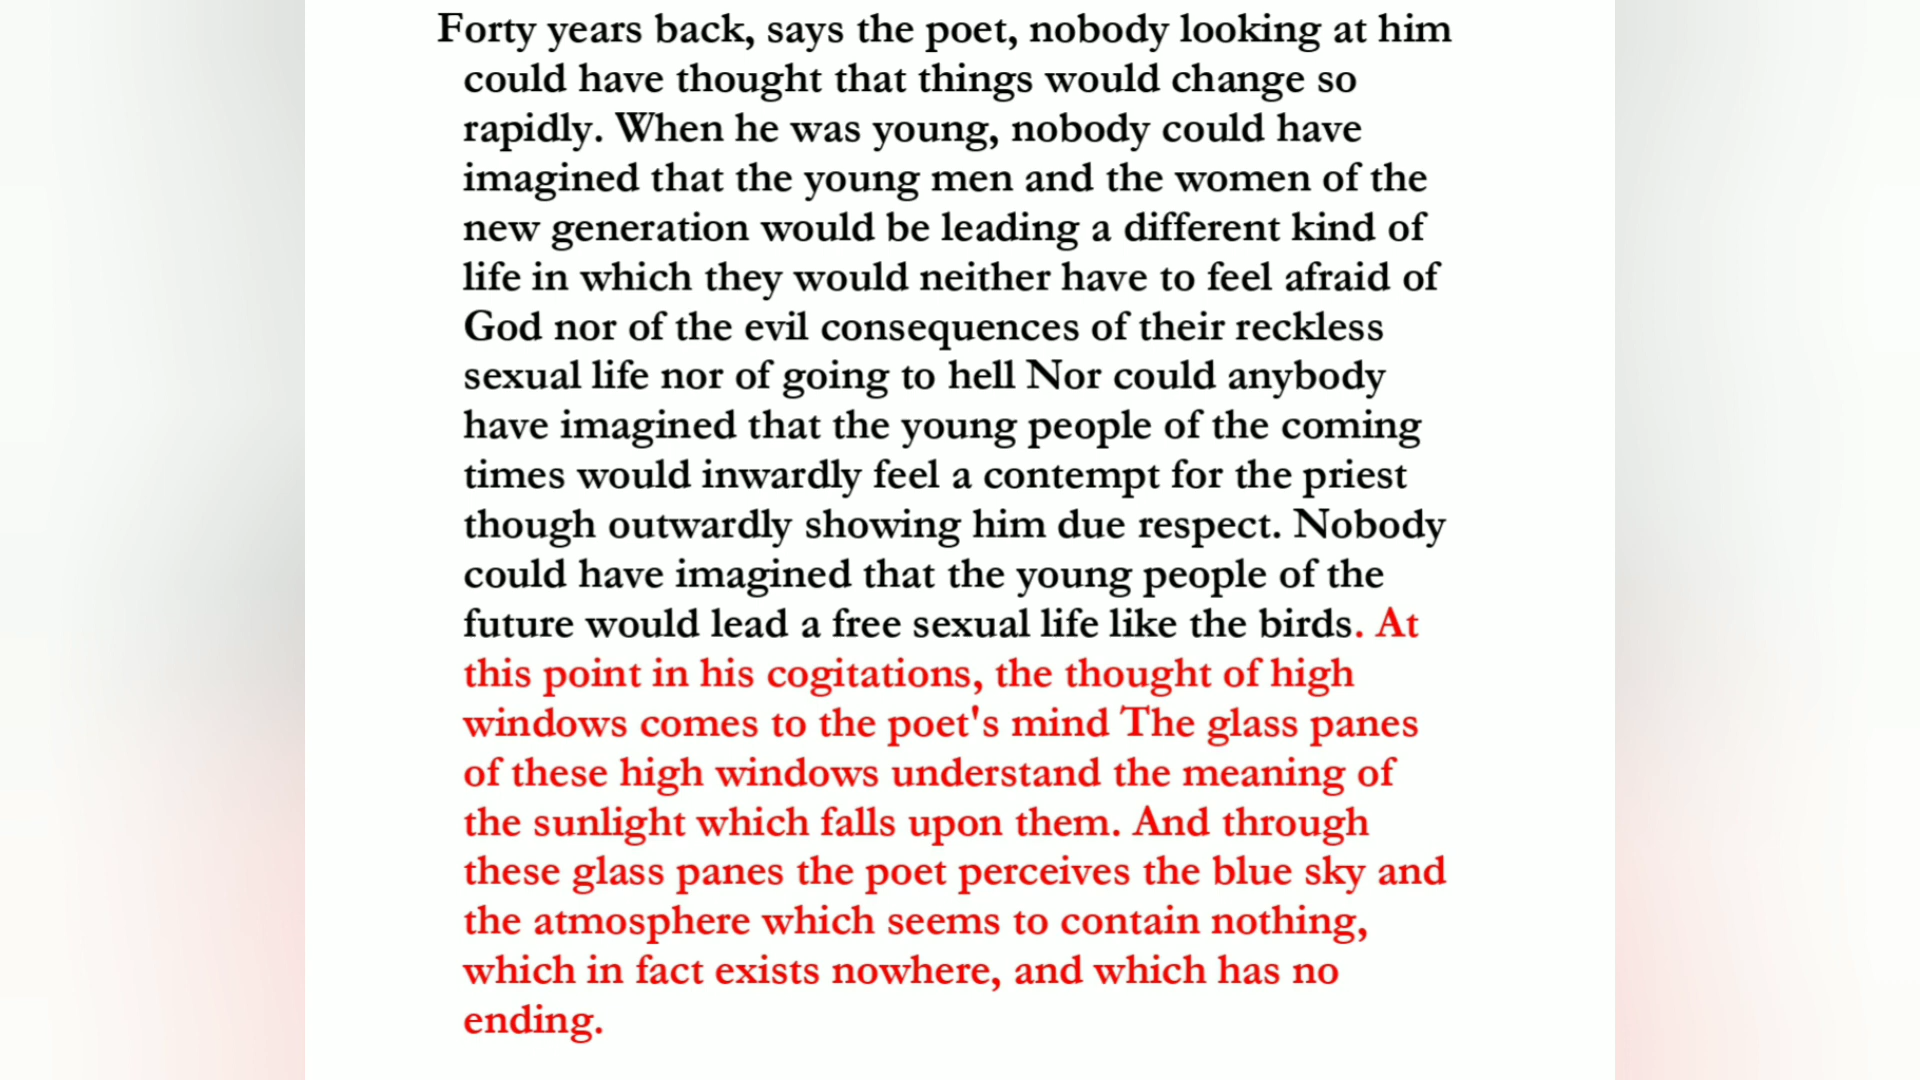 Forty years back, says the poet, nobody looking at him
could have thought that things would change so
rapidly. When he was young, nobody could have
imagined that the young men and the women of the
new generation would be leading a different kind of
life in which they would neither have to feel afraid of
God nor of the evil consequences of their reckless
sexual life nor of going to hell Nor could anybody
have imagined that the young people of the coming
times would inwardly feel a contempt for the priest
though outwardly showing him due respect. Nobody
could have imagined that the young people of the
future would lead a free sexual life like the birds. At
this point in his cogitations, the thought of high
windows comes to the poet's mind The glass panes
of these high windows understand the meaning of
the sunlight which falls upon them. And through
these glass panes the poet perceives the blue sky and
the atmosphere which seems to contain nothing,
which in fact exists nowhere, and which has no
ending.